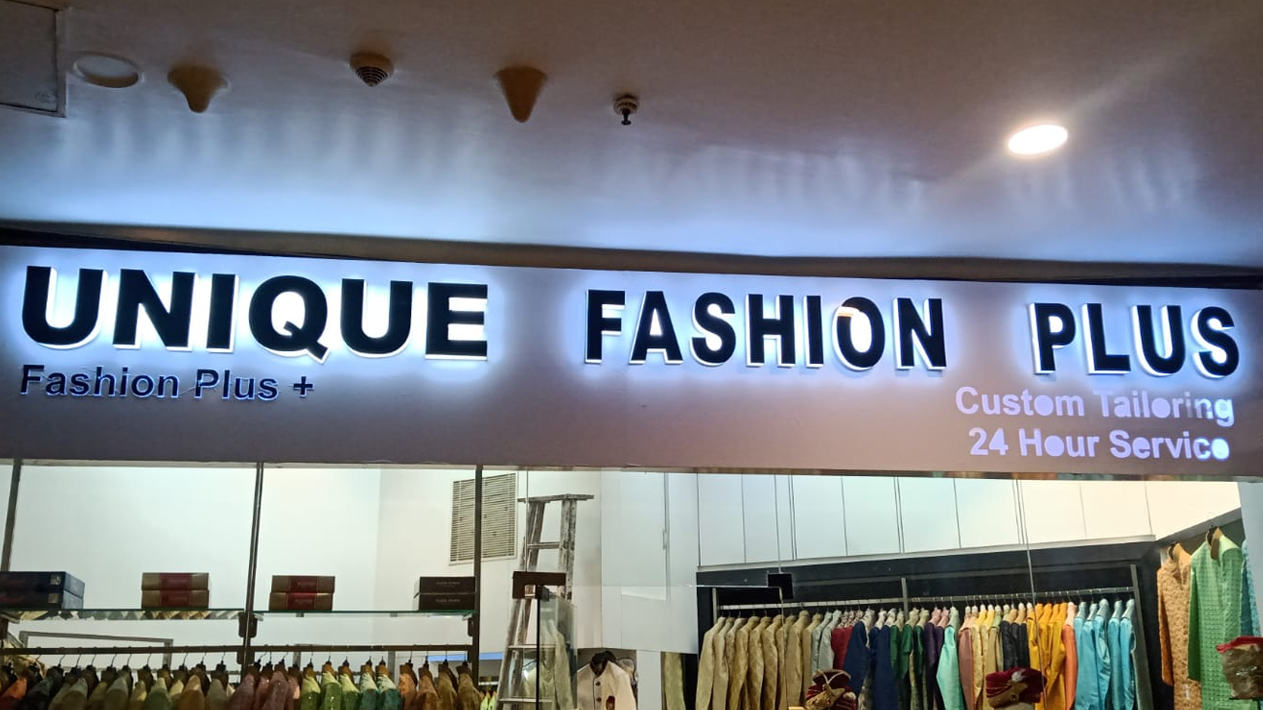 UNIQUE FASHION PLUS
Fashion Plus +
Custom Tailoring
24 Hour Service